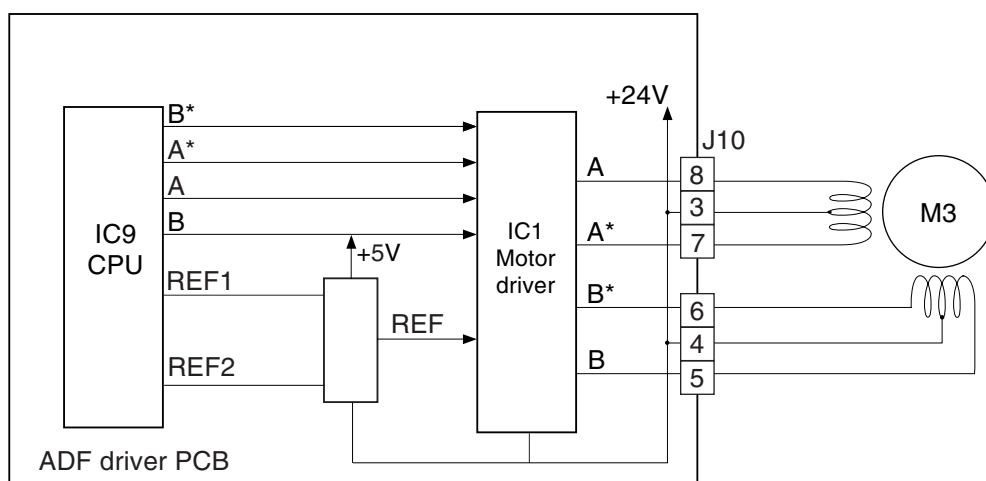 +24V
J10
B*
A*
A
B
IC9
CPU
REF1
REF2
+5V
REF
IC1
Motor
driver
A
A*
B*
B
8
3
7
6
4
5
M3
ADF driver PCB